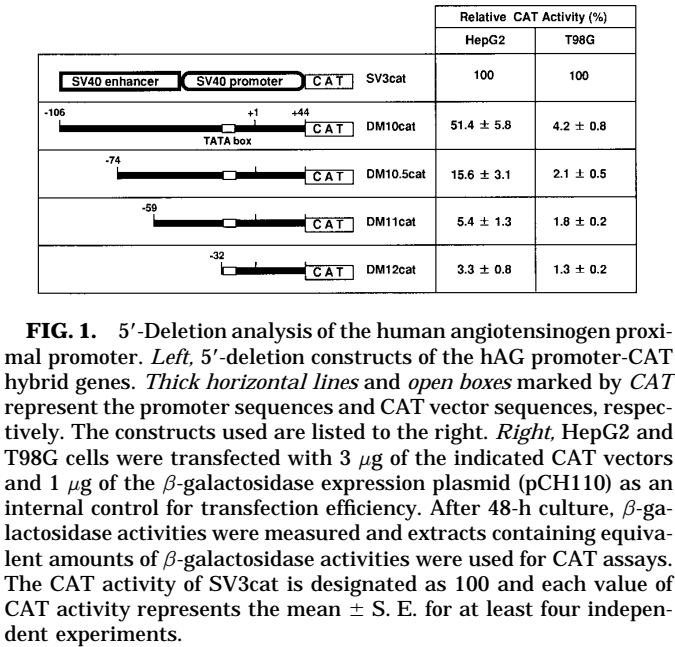 Relative CAT Activity (%)
HepG2 T98G
SV40 enhancer SV40 promoter CAT SV3cat 100 100
-106 +1 +44
CAT DM10cat 51.4 ± 5.8 4.2 ± 0.8
TATA box
-74
CAT DM10.5cat 15.6 ± 3.1 2.1 ± 0.5
-59
CAT DM11cat 5.4 ± 1.3 1.8 ± 0.2
-32
CAT DM12cat 3.3 ± 0.8 1.3 ± 0.2
FIG. 1. 5′-Deletion analysis of the human angiotensinogen proxi-
mal promoter. Left, 5′-deletion constructs of the hAG promoter-CAT
hybrid genes. Thick horizontal lines and open boxes marked by CAT
represent the promoter sequences and CAT vector sequences, respec-
tively. The constructs used are listed to the right. Right, HepG2 and
T98G cells were transfected with 3 μg of the indicated CAT vectors
and 1 μg of the β-galactosidase expression plasmid (pCH110) as an
internal control for transfection efficiency. After 48-h culture, β-ga-
lactosidase activities were measured and extracts containing equiva-
lent amounts of β-galactosidase activities were used for CAT assays.
The CAT activity of SV3cat is designated as 100 and each value of
CAT activity represents the mean ± S. E. for at least four indepen-
dent experiments.